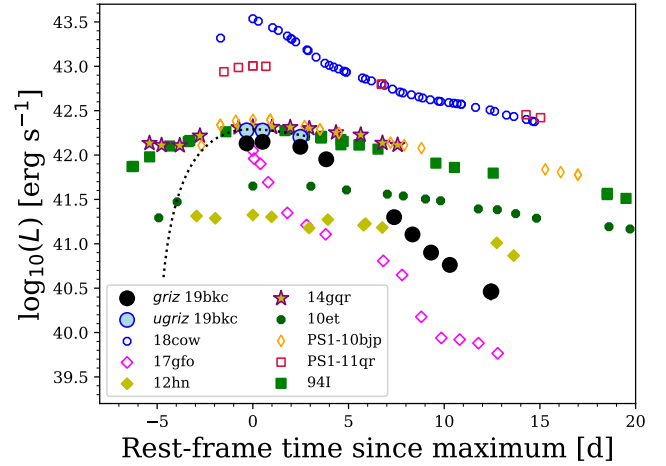 43.5
43.0
42.5
42.0
41.5
41.0
40.5
40.0
39.5
log₁₀(L) [erg s⁻¹]
griz 19bkc
ugriz 19bkc
18cow
17gfo
12hn
14gqr
10et
PS1-10bjp
PS1-11qr
94I
−5 0 5 10 15 20
Rest-frame time since maximum [d]